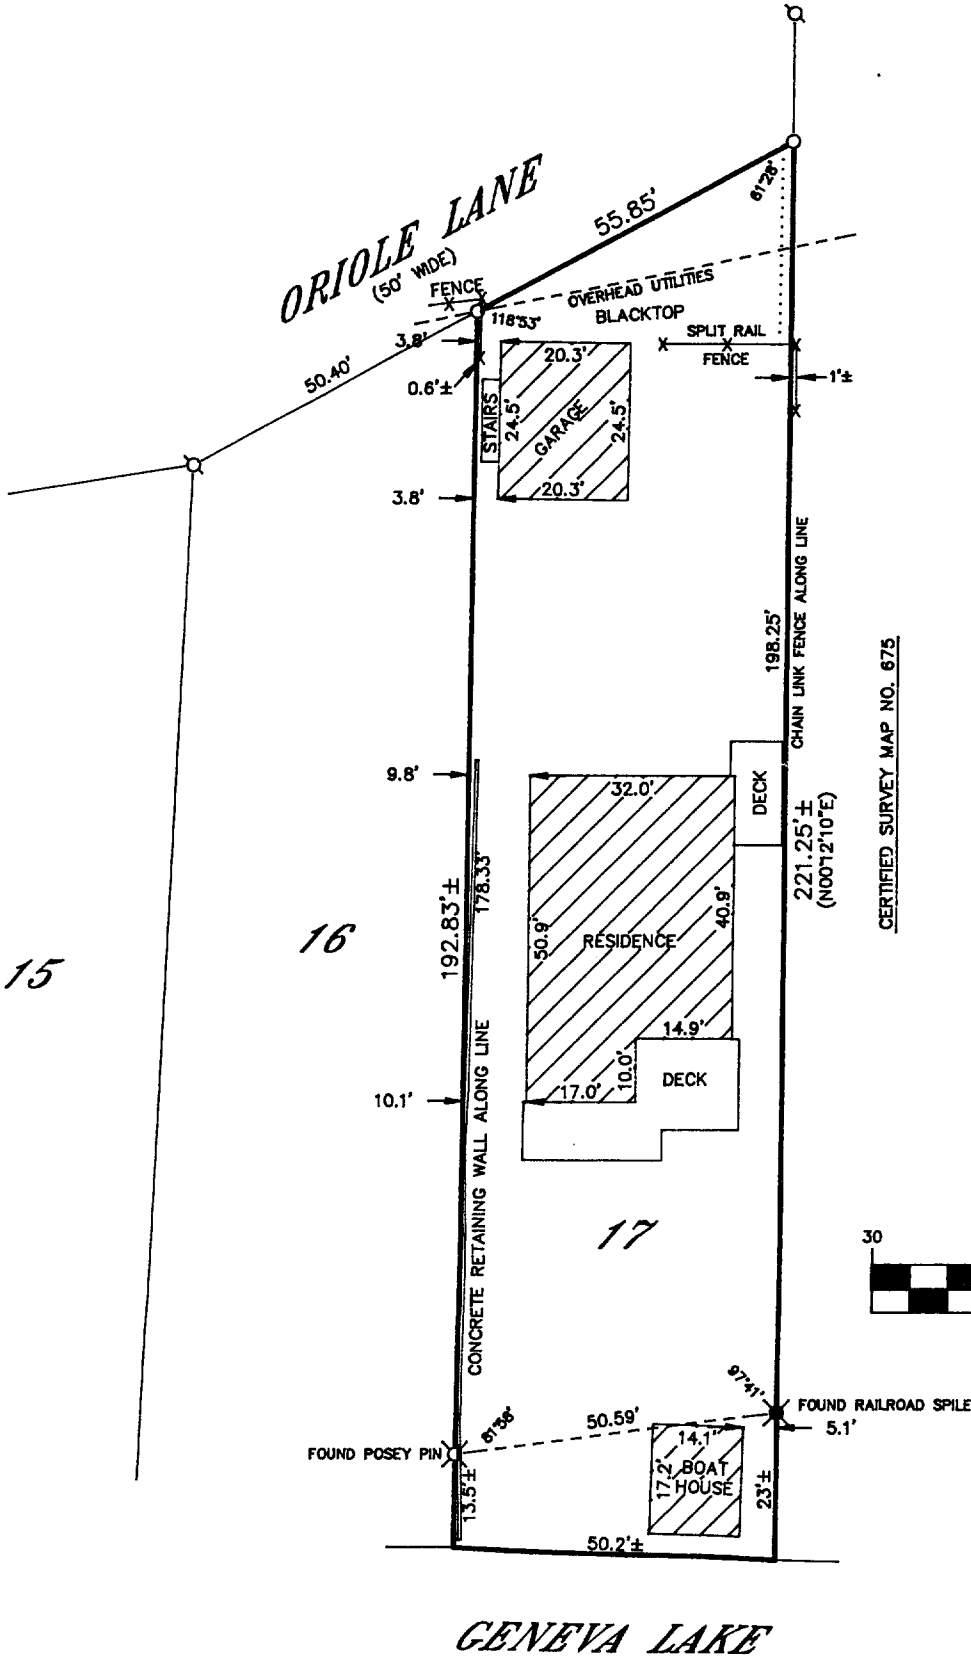 ORIOLE LANE
(50' WIDE)
55.85'
61°28'
FENCE
118°53'
OVERHEAD UTILITIES
BLACKTOP
SPLIT RAIL
FENCE
1'±
50.40'
3.8'
0.6'±
20.3'
STAIRS
24.5'
GARAGE
24.5'
20.3'
3.8'
198.25'
CHAIN LINK FENCE ALONG LINE
CERTIFIED SURVEY MAP NO. 675
9.8'
32.0'
DECK
221.25'±
(N00°12'10"E)
178.33'
192.83'±
50.9'
RESIDENCE
40.9'
15
16
14.9'
10.0'
DECK
17.0'
10.1'
CONCRETE RETAINING WALL ALONG LINE
17
30
97°41'
FOUND RAILROAD SPILE
5.1'
50.59'
81°58'
FOUND POSEY PIN
14.1'
17.2'
BOAT
HOUSE
13.5'±
23'±
50.2'±
GENEVA LAKE